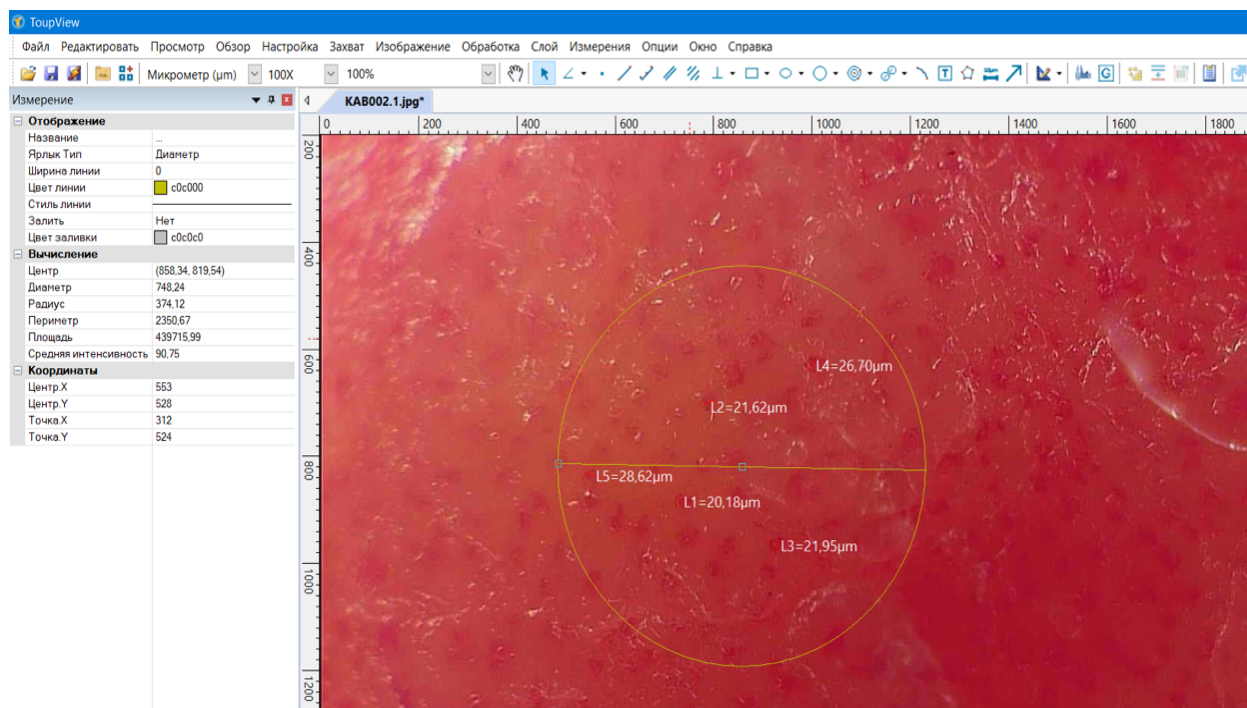 ToupView
Файл Редактировать Просмотр Обзор Настройка Захват Изображение Обработка Слой Измерения Опции Окно Справка
Микрометр (µm) 100X 100%
Измерение
KAB002.1.jpg*
Отображение
Название ...
Ярлык Тип Диаметр
Ширина линии 0
Цвет линии c0c000
Стиль линии
Залить Нет
Цвет заливки c0c0c0
Вычисление
Центр (858,34, 819,54)
Диаметр 748,24
Радиус 374,12
Периметр 2350,67
Площадь 439715,99
Средняя интенсивность 90,75
Координаты
Центр.X 553
Центр.Y 528
Точка.X 312
Точка.Y 524
0 200 400 600 800 1000 1200 1400 1600 1800
200
400
600
800
1000
1200
L4=26,70µm
L2=21,62µm
L5=28,62µm
L1=20,18µm
L3=21,95µm